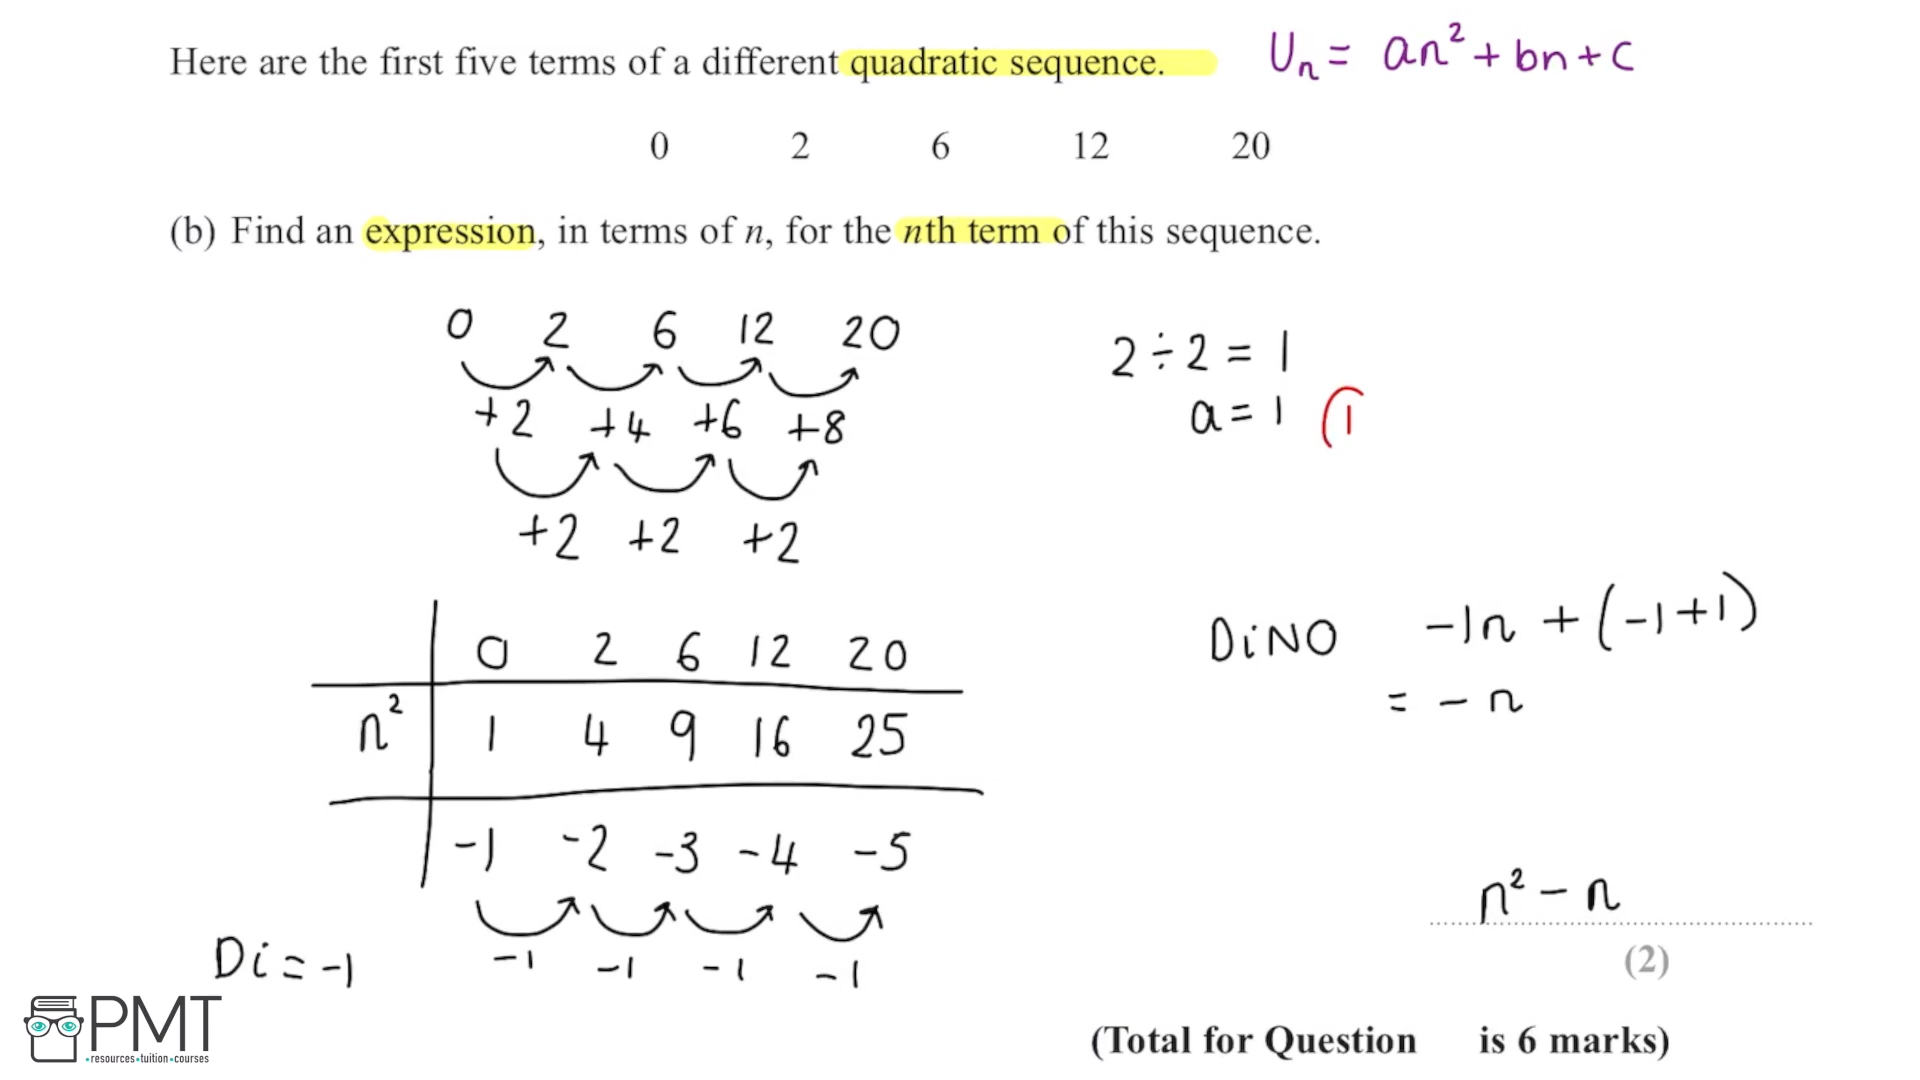 Here are the first five terms of a different quadratic sequence.
Uₙ = an² + bn + c
0 2 6 12 20
(b) Find an expression, in terms of n, for the nth term of this sequence.
0 2 6 12 20
+2 +4 +6 +8
+2 +2 +2
2 ÷ 2 = 1
a = 1 (1
0 2 6 12 20
n² 1 4 9 16 25
-1 -2 -3 -4 -5
-1 -1 -1 -1
Di = -1
DiNO -1n + (-1+1)
= - n
n² - n
(2)
(Total for Question is 6 marks)
PMT
•resources•tuition•courses